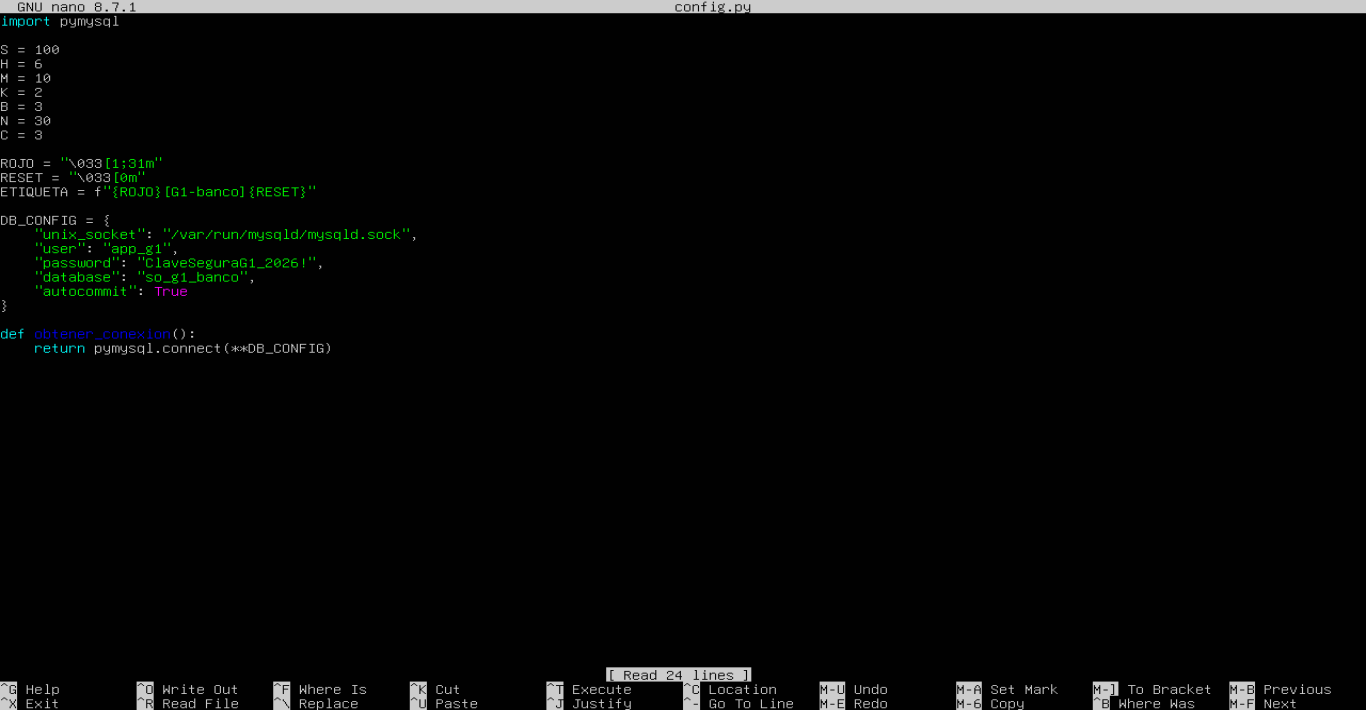 GNU nano 8.7.1 config.py
import pymysql
S = 100
H = 6
M = 10
K = 2
B = 3
N = 30
C = 3
ROJO = "\033[1;31m"
RESET = "\033[0m"
ETIQUETA = f"{ROJO}[G1-banco]{RESET}"
DB_CONFIG = {
    "unix_socket": "/var/run/mysqld/mysqld.sock",
    "user": "app_g1",
    "password": "ClaveSeguraG1_2026!",
    "database": "so_g1_banco",
    "autocommit": True
}
def obtener_conexion():
    return pymysql.connect(**DB_CONFIG)
[ Read 24 lines ]
^G Help ^O Write Out ^F Where Is ^K Cut ^T Execute ^C Location M-U Undo M-A Set Mark M-] To Bracket M-B Previous
^X Exit ^R Read File ^\ Replace ^U Paste ^J Justify ^- Go To Line M-E Redo M-6 Copy ^B Where Was M-F Next